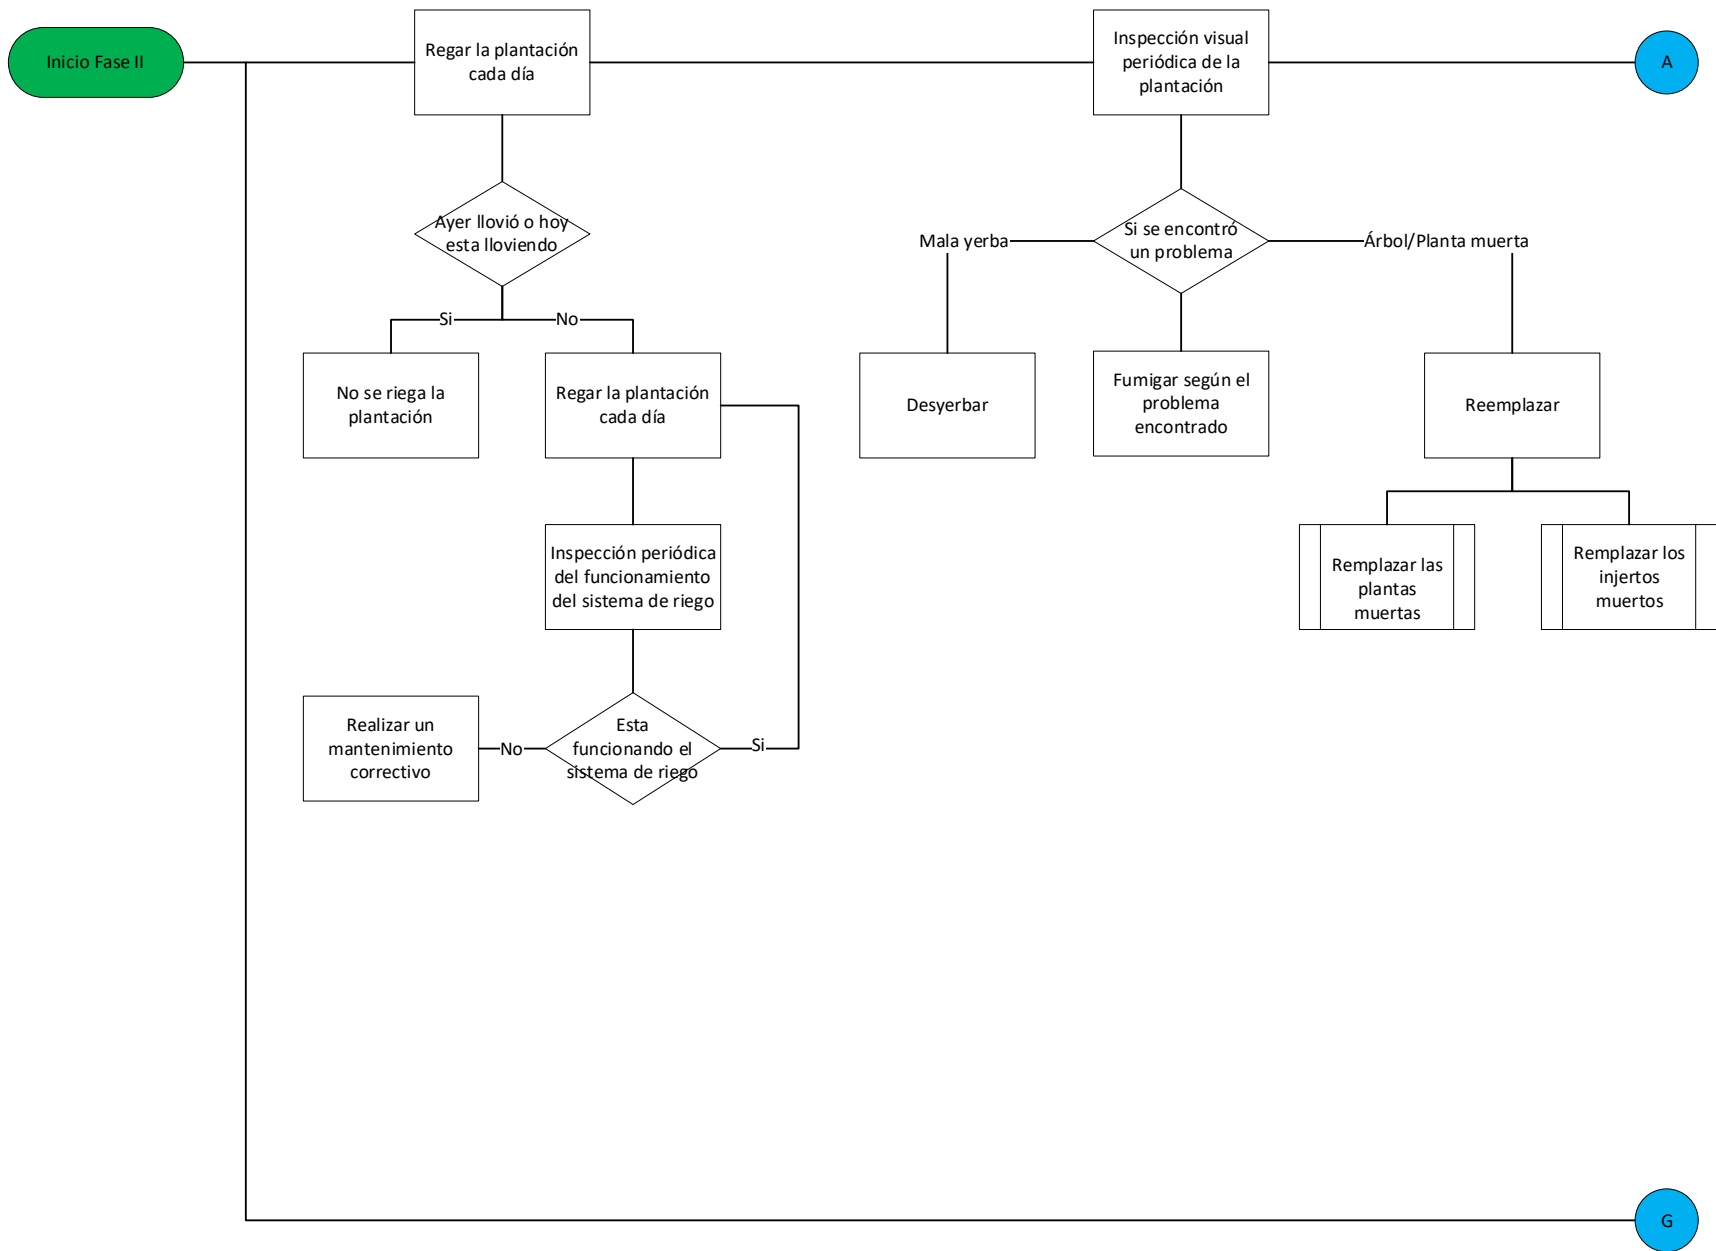 Inicio Fase II
Regar la plantación
cada día
Inspección visual
periódica de la
plantación
A
Ayer llovió o hoy
esta lloviendo
Si se encontró
un problema
Mala yerba
Árbol/Planta muerta
Si
No
No se riega la
plantación
Regar la plantación
cada día
Desyerbar
Fumigar según el
problema
encontrado
Reemplazar
Inspección periódica
del funcionamiento
del sistema de riego
Remplazar las
plantas
muertas
Remplazar los
injertos
muertos
Realizar un
mantenimiento
correctivo
No
Esta
funcionando el
sistema de riego
Si
G